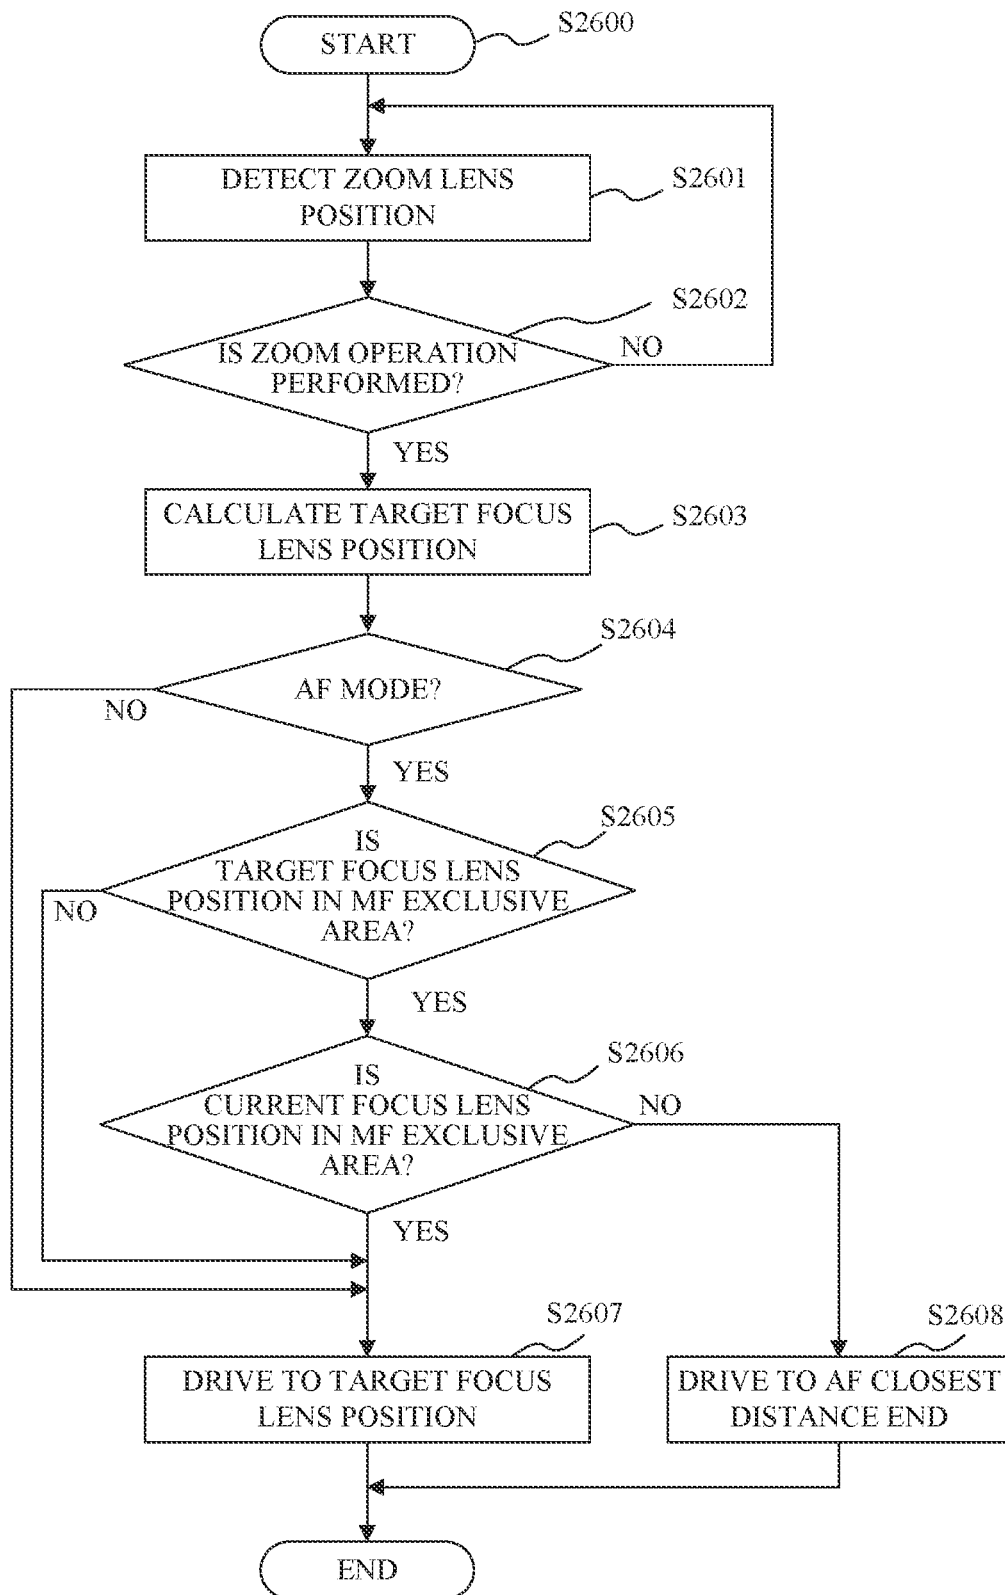 START
S2600
DETECT ZOOM LENS
POSITION
S2601
S2602
IS ZOOM OPERATION
PERFORMED?
NO
YES
CALCULATE TARGET FOCUS
LENS POSITION
S2603
S2604
AF MODE?
NO
YES
S2605
IS
TARGET FOCUS LENS
POSITION IN MF EXCLUSIVE
AREA?
NO
YES
S2606
IS
CURRENT FOCUS LENS
POSITION IN MF EXCLUSIVE
AREA?
NO
YES
S2607
DRIVE TO TARGET FOCUS
LENS POSITION
S2608
DRIVE TO AF CLOSEST
DISTANCE END
END